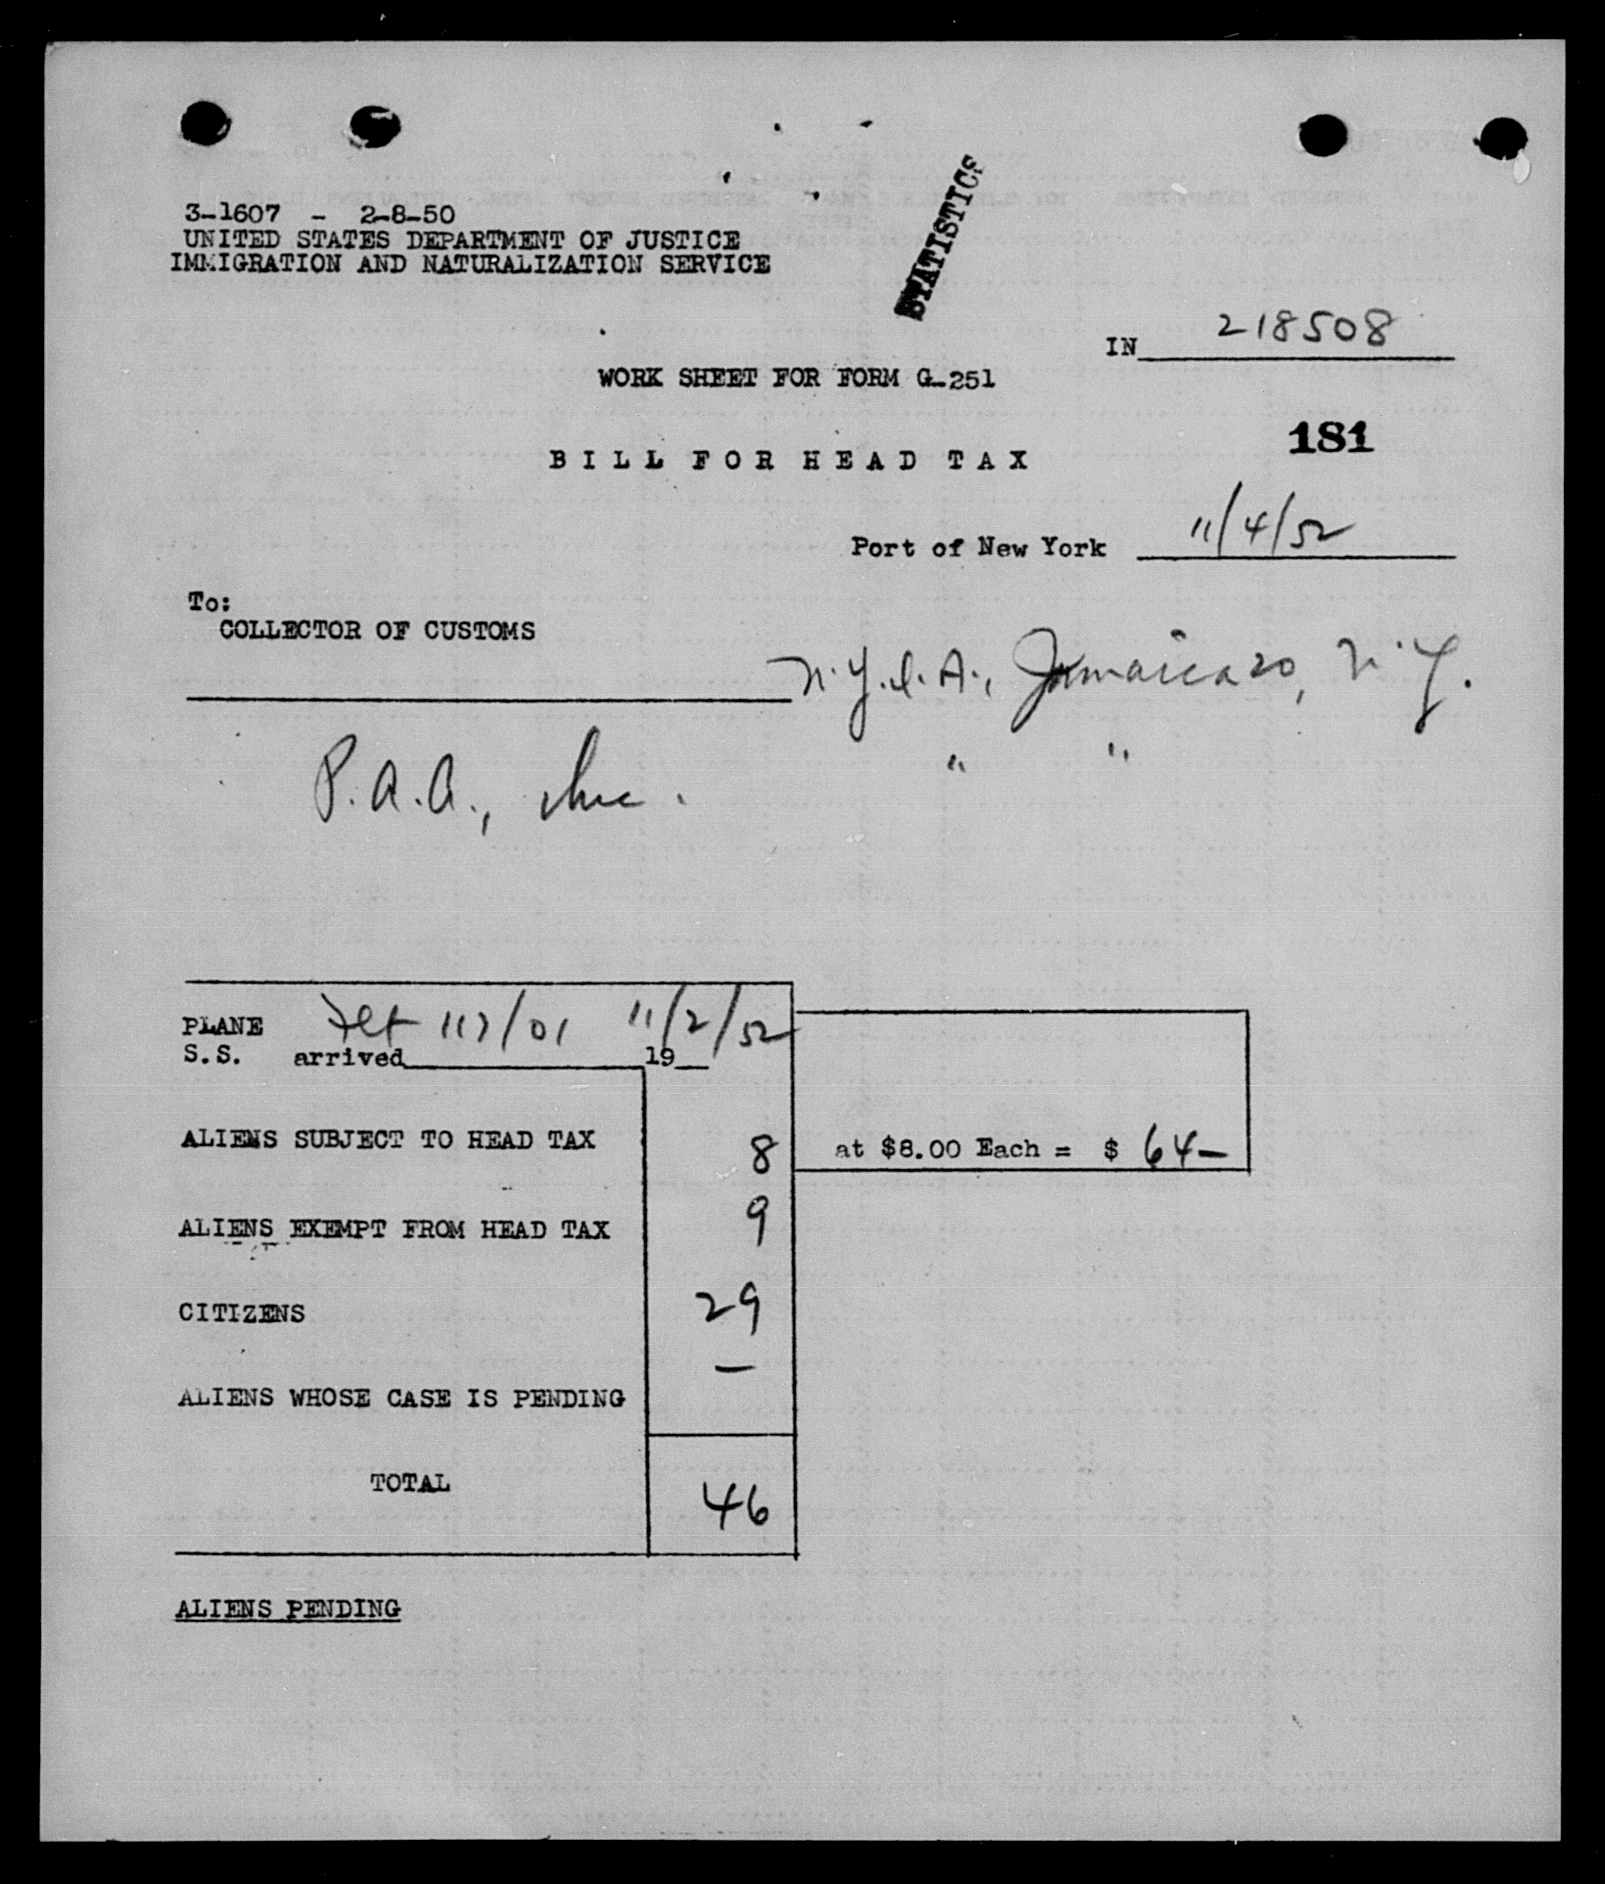 STATISTICS
3-1607 - 2-8-50
UNITED STATES DEPARTMENT OF JUSTICE
IMMIGRATION AND NATURALIZATION SERVICE
IN 218508
WORK SHEET FOR FORM G-251
181
BILL FOR HEAD TAX
Port of New York 11/4/52
To:
COLLECTOR OF CUSTOMS
N.Y.I.A., Jamaica 20, N.Y.
P.A.A., Inc. " "
PLANE Flt 117/01 11/2/52
S.S. arrived 19
ALIENS SUBJECT TO HEAD TAX 8 at $8.00 Each = $ 64-
ALIENS EXEMPT FROM HEAD TAX 9
CITIZENS 29
ALIENS WHOSE CASE IS PENDING -
TOTAL 46
ALIENS PENDING